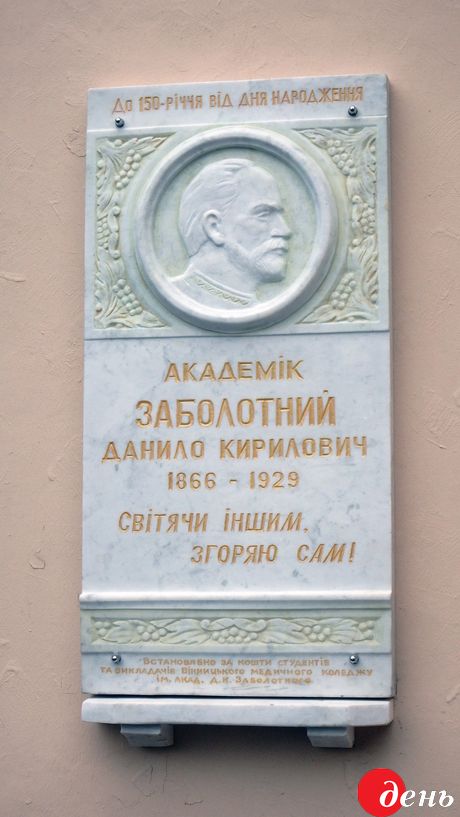 До 150-річчя від дня народження
АКАДЕМІК
ЗАБОЛОТНИЙ
ДАНИЛО КИРИЛОВИЧ
1866 - 1929
СВІТЯЧИ ІНШИМ,
ЗГОРЯЮ САМ!
Встановлено за кошти студентів
та викладачів Вінницького медичного коледжу
ім. акад. Д.К. Заболотного
день